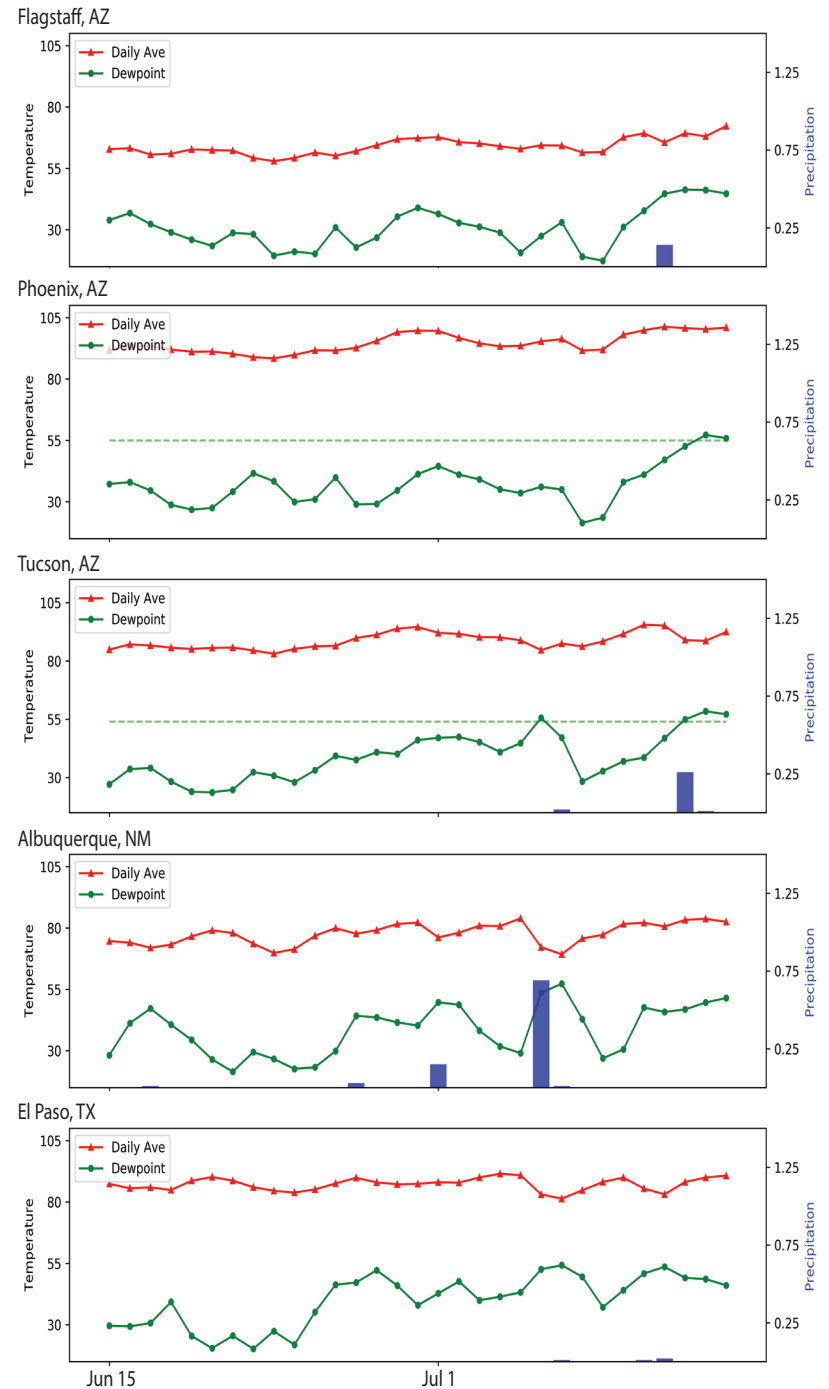 Flagstaff, AZ
Daily Ave
Dewpoint
105
80
55
30
Temperature
1.25
0.75
0.25
Precipitation
Phoenix, AZ
Daily Ave
Dewpoint
105
80
55
30
Temperature
1.25
0.75
0.25
Precipitation
Tucson, AZ
Daily Ave
Dewpoint
105
80
55
30
Temperature
1.25
0.75
0.25
Precipitation
Albuquerque, NM
Daily Ave
Dewpoint
105
80
55
30
Temperature
1.25
0.75
0.25
Precipitation
El Paso, TX
Daily Ave
Dewpoint
105
80
55
30
Temperature
1.25
0.75
0.25
Precipitation
Jun 15 Jul 1